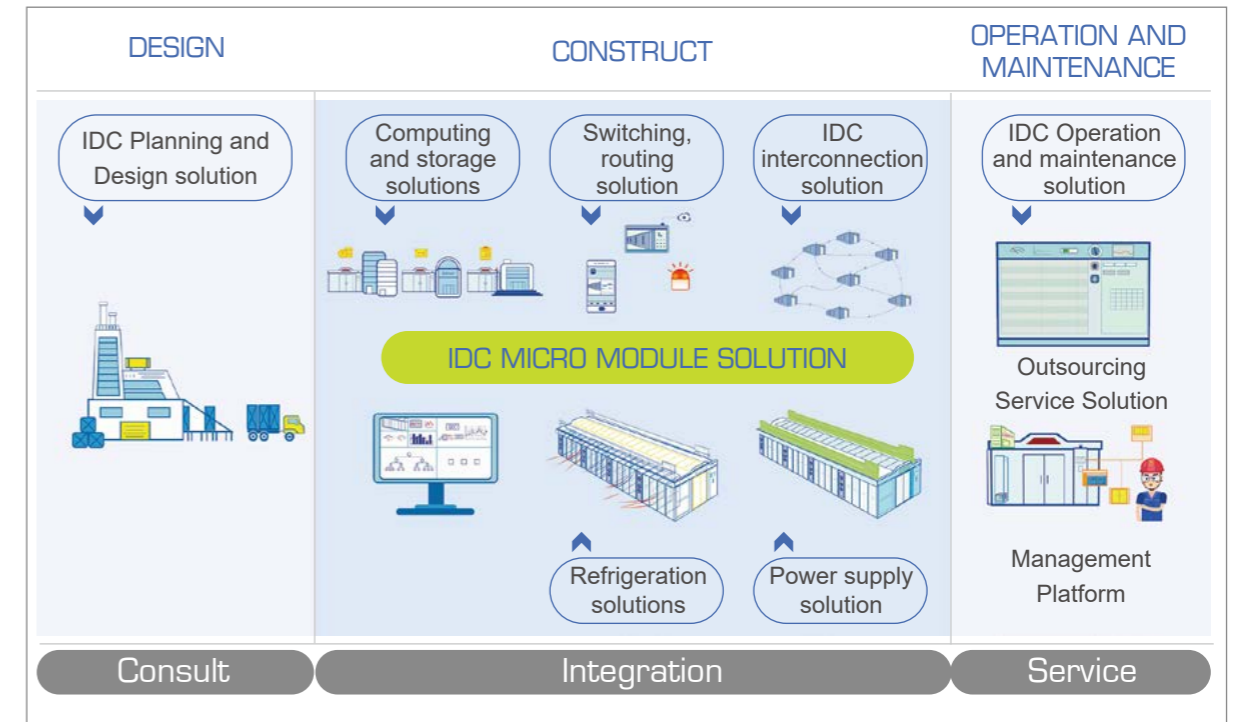 DESIGN
CONSTRUCT
OPERATION AND
MAINTENANCE
IDC Planning and
Design solution
Computing
and storage
solutions
Switching,
routing
solution
IDC
interconnection
solution
IDC Operation
and maintenance
solution
IDC MICRO MODULE SOLUTION
Outsourcing
Service Solution
Refrigeration
solutions
Power supply
solution
Management
Platform
Consult
Integration
Service